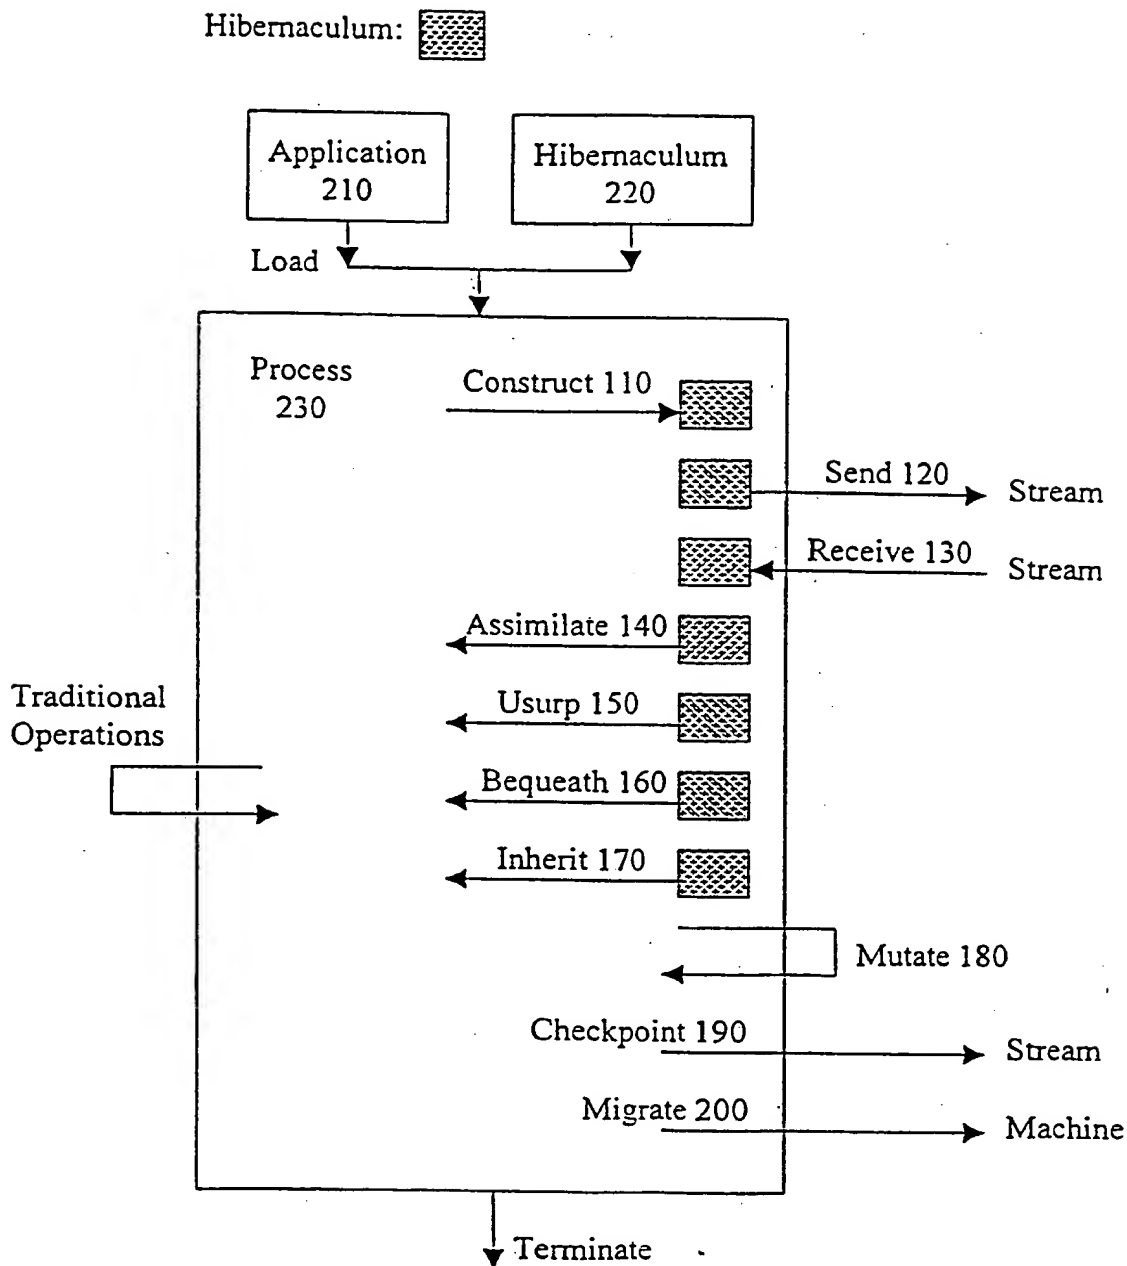 Hibernaculum:
Application
210
Hibernaculum
220
Load
Process
230
Construct 110
Send 120
Stream
Receive 130
Stream
Assimilate 140
Usurp 150
Traditional
Operations
Bequeath 160
Inherit 170
Mutate 180
Checkpoint 190
Stream
Migrate 200
Machine
Terminate